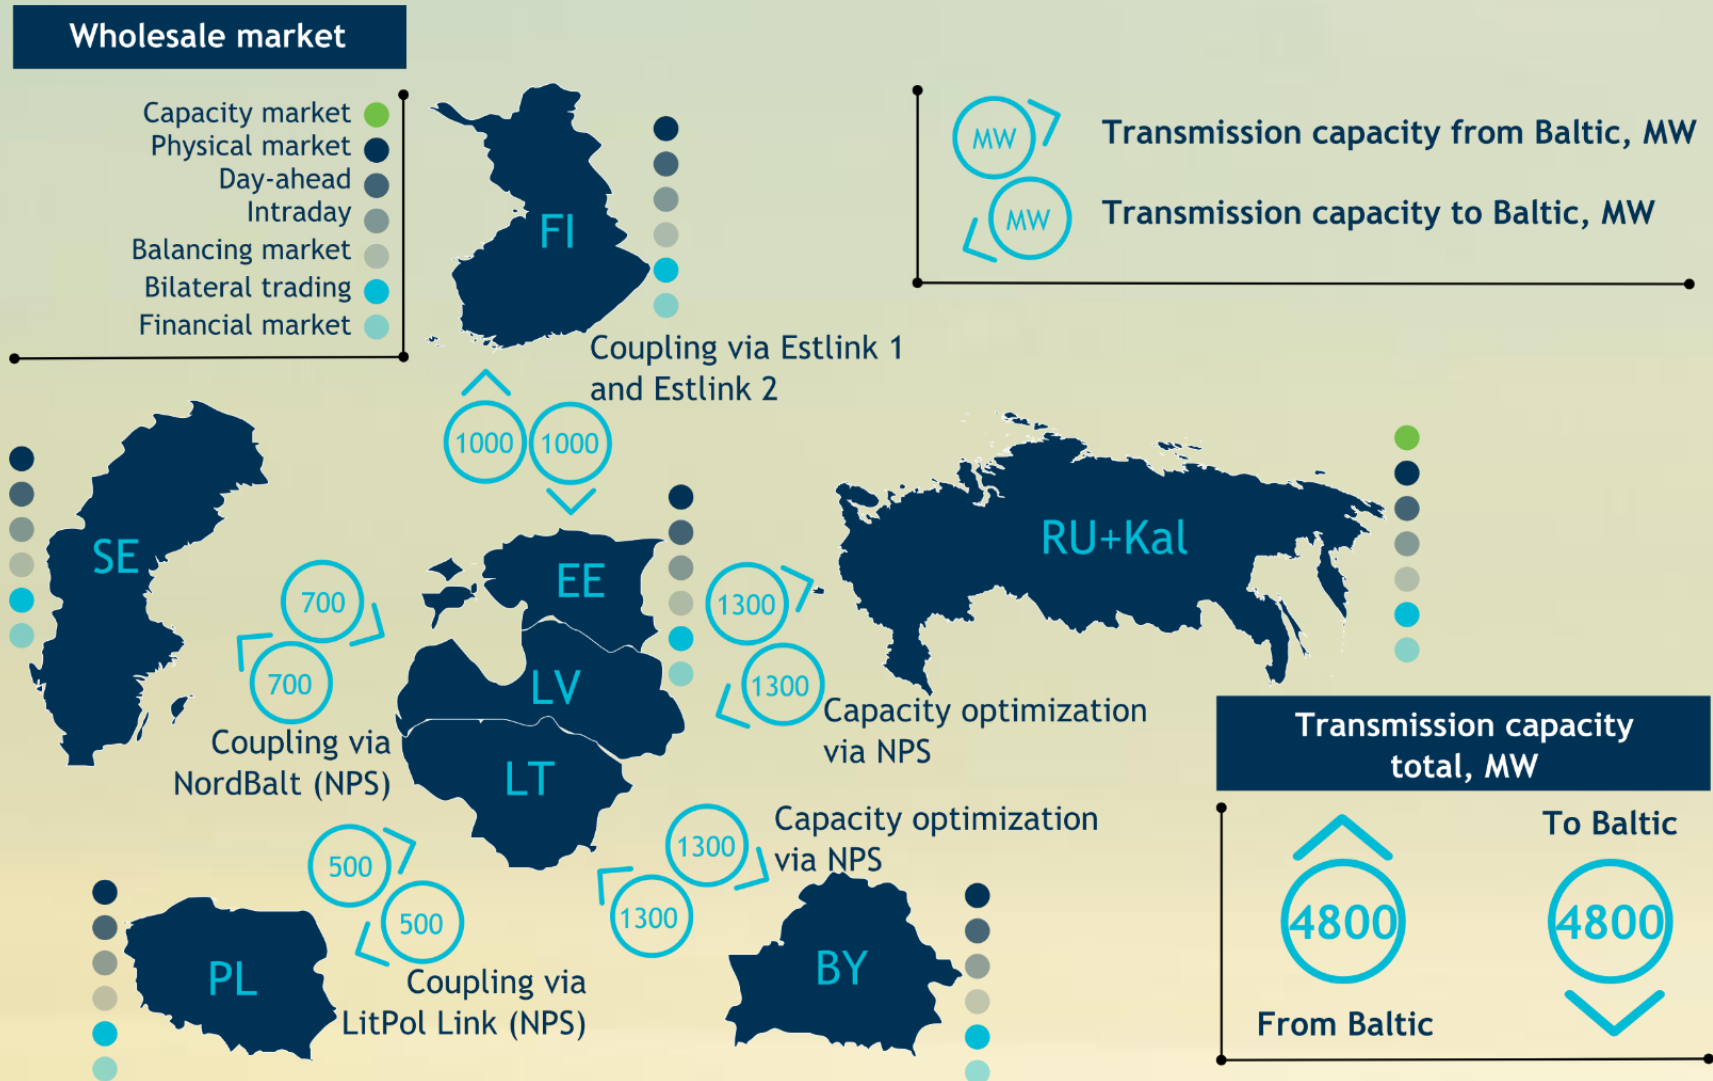 Wholesale market
Capacity market
Physical market
Day-ahead
Intraday
Balancing market
Bilateral trading
Financial market
MW
Transmission capacity from Baltic, MW
MW
Transmission capacity to Baltic, MW
FI
Coupling via Estlink 1
and Estlink 2
1000
1000
SE
700
700
Coupling via
NordBalt (NPS)
EE
LV
LT
1300
1300
Capacity optimization
via NPS
RU+Kal
500
500
Coupling via
LitPol Link (NPS)
PL
1300
1300
Capacity optimization
via NPS
BY
Transmission capacity
total, MW
4800
From Baltic
To Baltic
4800